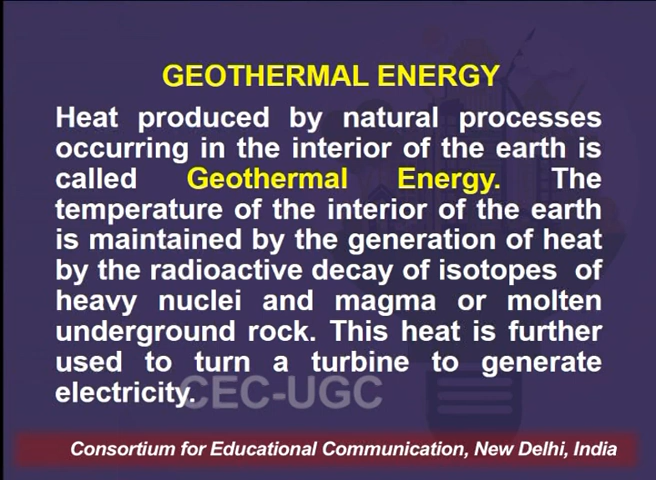 GEOTHERMAL ENERGY
Heat produced by natural processes
occurring in the interior of the earth is
called Geothermal Energy. The
temperature of the interior of the earth
is maintained by the generation of heat
by the radioactive decay of isotopes of
heavy nuclei and magma or molten
underground rock. This heat is further
used to turn a turbine to generate
electricity.
CEC-UGC
Consortium for Educational Communication, New Delhi, India